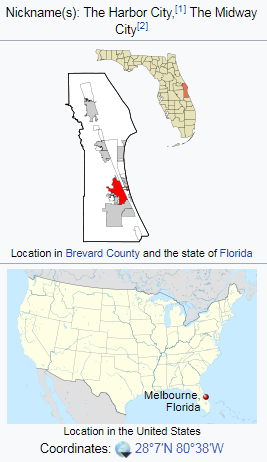 Nickname(s): The Harbor City,[1] The Midway
City[2]
Location in Brevard County and the state of Florida
Melbourne,
Florida
Location in the United States
Coordinates: 28°7′N 80°38′W